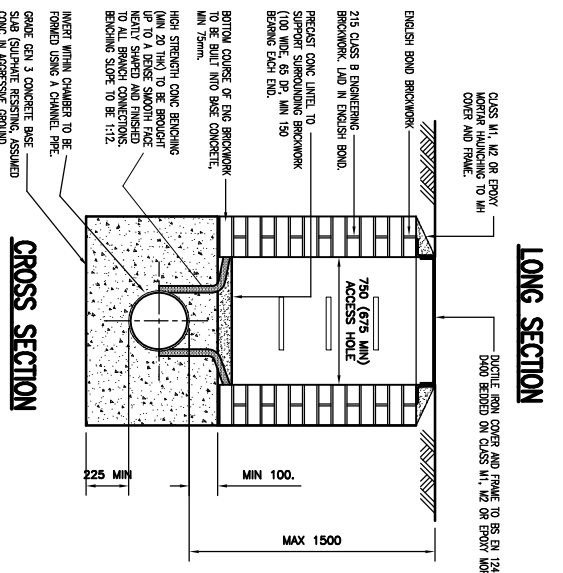 LONG SECTION
CLASS M1, M2 OR EPOXY
MORTAR HAUNCHING TO MH
COVER AND FRAME.
DUCTILE IRON COVER AND FRAME TO BS EN 124
D400 BEDDED ON CLASS M1, M2 OR EPOXY
ENGLISH BOND BRICKWORK
215 CLASS B ENGINEERING
BRICKWORK. LAID IN ENGLISH BOND.
PRECAST CONC LINTEL TO
SUPPORT SURROUNDING BRICKWORK
(100 WIDE, 65 DP, MIN 150
BEARING EACH END.
BOTTOM COURSE OF ENG BRICKWORK
TO BE BUILT INTO BASE CONCRETE,
MIN 75mm.
HIGH STRENGTH CONC BENCHING
(MIN 20 THK) TO BE BROUGHT
UP TO A DENSE SMOOTH FACE
NEATLY SHAPED AND FINISHED
TO ALL BRANCH CONNECTIONS.
BENCHING SLOPE TO BE 1:12.
INVERT WITHIN CHAMBER TO BE
FORMED USING A CHANNEL PIPE.
GRADE GEN 3 CONCRETE BASE
SLAB (SULPHATE RESISTING, ASSUMED
CONC IN AGGRESSIVE GROUND
750 (675 MIN)
ACCESS HOLE
225 MIN
MIN 100.
MAX 1500
CROSS SECTION